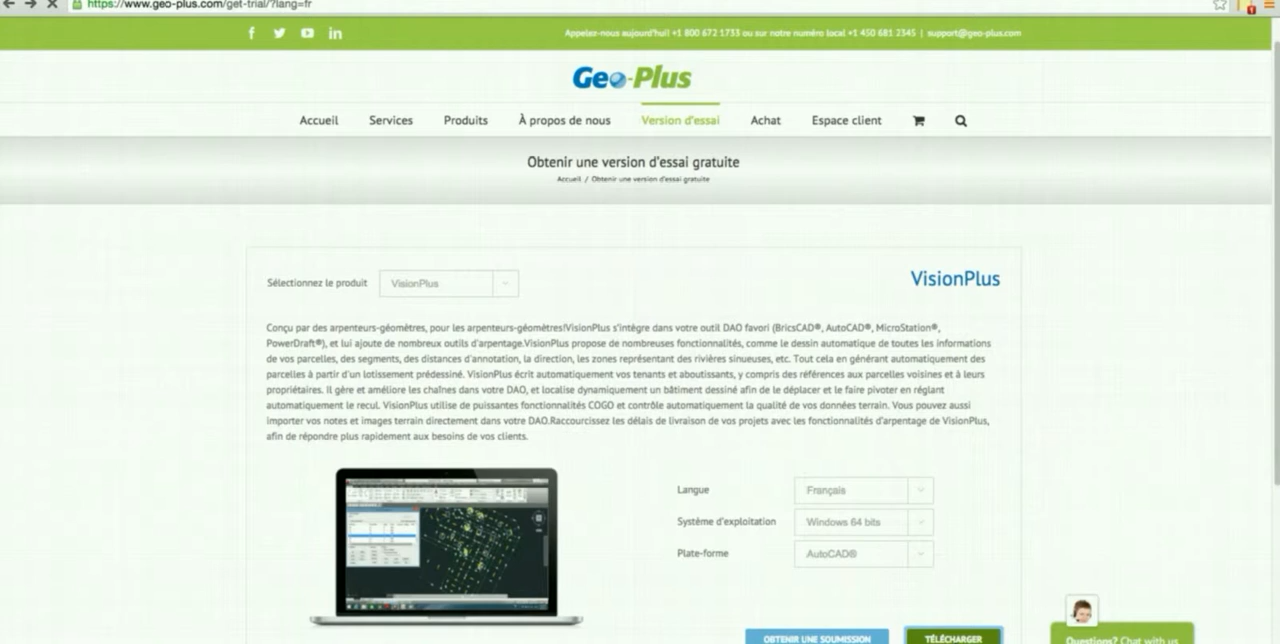 https://www.geo-plus.com/get-trial/?lang=fr
Appelez-nous aujourd'hui! +1 800 672 1733 ou sur notre numéro local +1 450 681 2345 | support@geo-plus.com
Geo-Plus
Accueil Services Produits À propos de nous Version d'essai Achat Espace client
Obtenir une version d'essai gratuite
Accueil / Obtenir une version d'essai gratuite
Sélectionnez le produit VisionPlus
VisionPlus
Conçu par des arpenteurs-géomètres, pour les arpenteurs-géomètres!VisionPlus s'intègre dans votre outil DAO favori (BricsCAD®, AutoCAD®, MicroStation®,
PowerDraft®), et lui ajoute de nombreux outils d'arpentage.VisionPlus propose de nombreuses fonctionnalités, comme le dessin automatique de toutes les informations
de vos parcelles, des segments, des distances d'annotation, la direction, les zones représentant des rivières sinueuses, etc. Tout cela en générant automatiquement des
parcelles à partir d'un lotissement prédessiné. VisionPlus écrit automatiquement vos tenants et aboutissants, y compris des références aux parcelles voisines et à leurs
propriétaires. Il gère et améliore les chaînes dans votre DAO, et localise dynamiquement un bâtiment dessiné afin de le déplacer et le faire pivoter en réglant
automatiquement le recul. VisionPlus utilise de puissantes fonctionnalités COGO et contrôle automatiquement la qualité de vos données terrain. Vous pouvez aussi
importer vos notes et images terrain directement dans votre DAO.Raccourcissez les délais de livraison de vos projets avec les fonctionnalités d'arpentage de VisionPlus,
afin de répondre plus rapidement aux besoins de vos clients.
Langue Français
Système d'exploitation Windows 64 bits
Plate-forme AutoCAD®
OBTENIR UNE SOUMISSION TÉLÉCHARGER
Questions? Chat with us